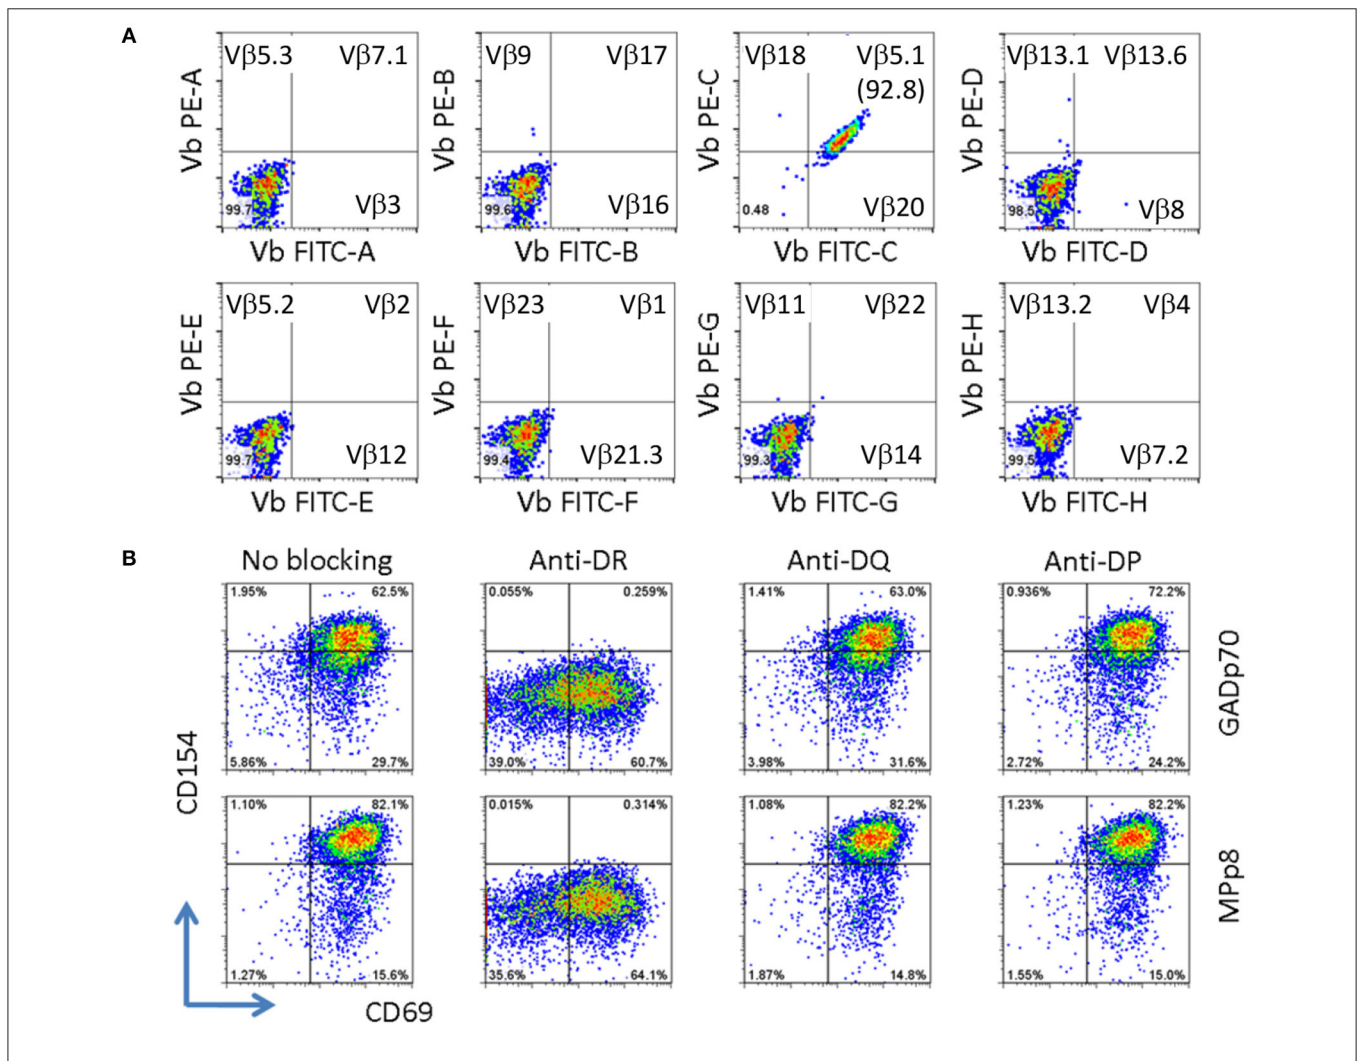 A
Vβ5.3 Vβ7.1
Vβ9 Vβ17
Vβ18 Vβ5.1
(92.8)
Vβ13.1 Vβ13.6
Vb PE-A
Vb PE-B
Vb PE-C
Vb PE-D
99.7 Vβ3
99.6 Vβ16
0.48 Vβ20
98.5 Vβ8
Vb FITC-A
Vb FITC-B
Vb FITC-C
Vb FITC-D
Vβ5.2 Vβ2
Vβ23 Vβ1
Vβ11 Vβ22
Vβ13.2 Vβ4
Vb PE-E
Vb PE-F
Vb PE-G
Vb PE-H
99.7 Vβ12
99.4 Vβ21.3
99.3 Vβ14
99.5 Vβ7.2
Vb FITC-E
Vb FITC-F
Vb FITC-G
Vb FITC-H
B
No blocking
Anti-DR
Anti-DQ
Anti-DP
1.95% 62.5%
0.055% 0.259%
1.41% 63.0%
0.936% 72.2%
GADp70
5.86% 29.7%
39.0% 60.7%
3.98% 31.6%
2.72% 24.2%
CD154
1.10% 82.1%
0.015% 0.314%
1.08% 82.2%
1.23% 82.2%
MPp8
1.27% 15.6%
35.6% 64.1%
1.87% 14.8%
1.55% 15.0%
CD69